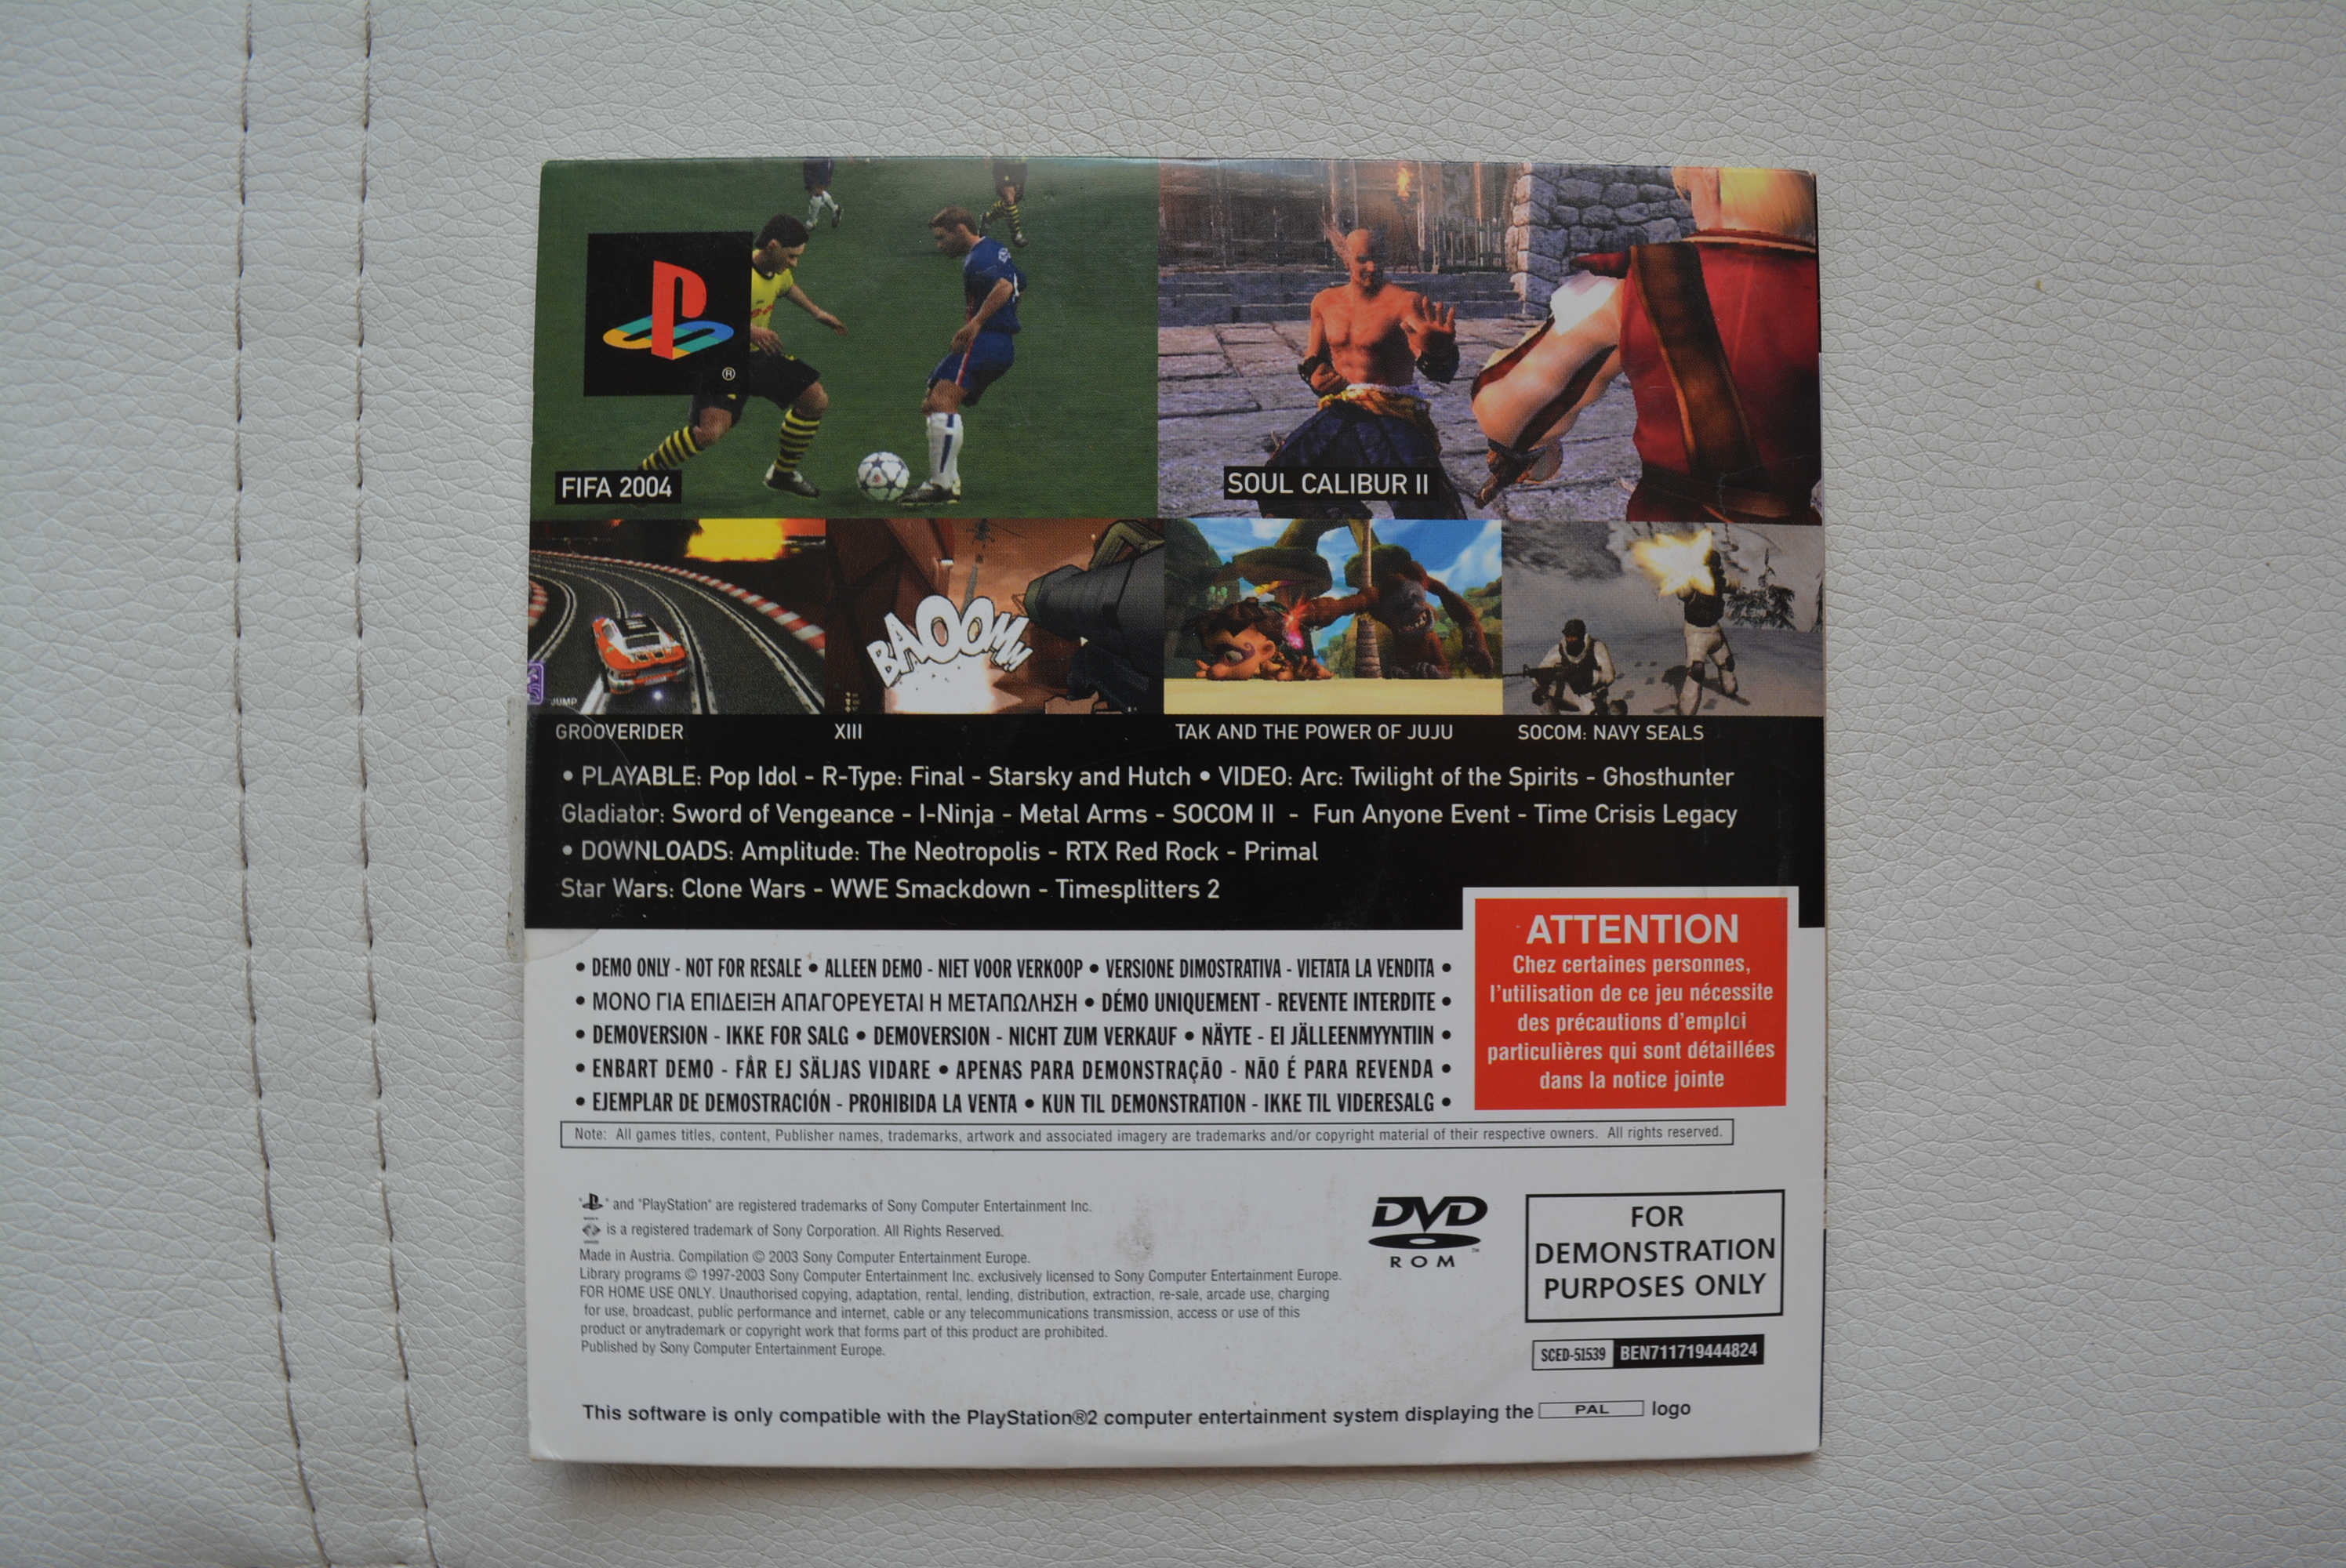 FIFA 2004
SOUL CALIBUR II
BAOOM!!
JUMP
GROOVERIDER
XIII
TAK AND THE POWER OF JUJU
SOCOM: NAVY SEALS
• PLAYABLE: Pop Idol - R-Type: Final - Starsky and Hutch • VIDEO: Arc: Twilight of the Spirits - Ghosthunter
Gladiator: Sword of Vengeance - I-Ninja - Metal Arms - SOCOM II - Fun Anyone Event - Time Crisis Legacy
• DOWNLOADS: Amplitude: The Neotropolis - RTX Red Rock - Primal
Star Wars: Clone Wars - WWE Smackdown - Timesplitters 2
• DEMO ONLY - NOT FOR RESALE • ALLEEN DEMO - NIET VOOR VERKOOP • VERSIONE DIMOSTRATIVA - VIETATA LA VENDITA •
• ΜΟΝΟ ΓΙΑ ΕΠΙΔΕΙΞΗ ΑΠΑΓΟΡΕΥΕΤΑΙ Η ΜΕΤΑΠΩΛΗΣΗ • DÉMO UNIQUEMENT - REVENTE INTERDITE •
• DEMOVERSION - IKKE FOR SALG • DEMOVERSION - NICHT ZUM VERKAUF • NÄYTE - EI JÄLLEENMYYNTIIN •
• ENBART DEMO - FÅR EJ SÄLJAS VIDARE • APENAS PARA DEMONSTRAÇÃO - NÃO É PARA REVENDA •
• EJEMPLAR DE DEMOSTRACIÓN - PROHIBIDA LA VENTA • KUN TIL DEMONSTRATION - IKKE TIL VIDERESALG •
ATTENTION
Chez certaines personnes,
l'utilisation de ce jeu nécessite
des précautions d'emploi
particulières qui sont détaillées
dans la notice jointe
Note: All games titles, content, Publisher names, trademarks, artwork and associated imagery are trademarks and/or copyright material of their respective owners. All rights reserved.
" " and "PlayStation" are registered trademarks of Sony Computer Entertainment Inc.
is a registered trademark of Sony Corporation. All Rights Reserved.
Made in Austria. Compilation © 2003 Sony Computer Entertainment Europe.
Library programs © 1997-2003 Sony Computer Entertainment Inc. exclusively licensed to Sony Computer Entertainment Europe.
FOR HOME USE ONLY. Unauthorised copying, adaptation, rental, lending, distribution, extraction, re-sale, arcade use, charging
for use, broadcast, public performance and internet, cable or any telecommunications transmission, access or use of this
product or anytrademark or copyright work that forms part of this product are prohibited.
Published by Sony Computer Entertainment Europe.
DVD
ROM
FOR
DEMONSTRATION
PURPOSES ONLY
SCED-51539 BEN711719444824
This software is only compatible with the PlayStation®2 computer entertainment system displaying the PAL logo